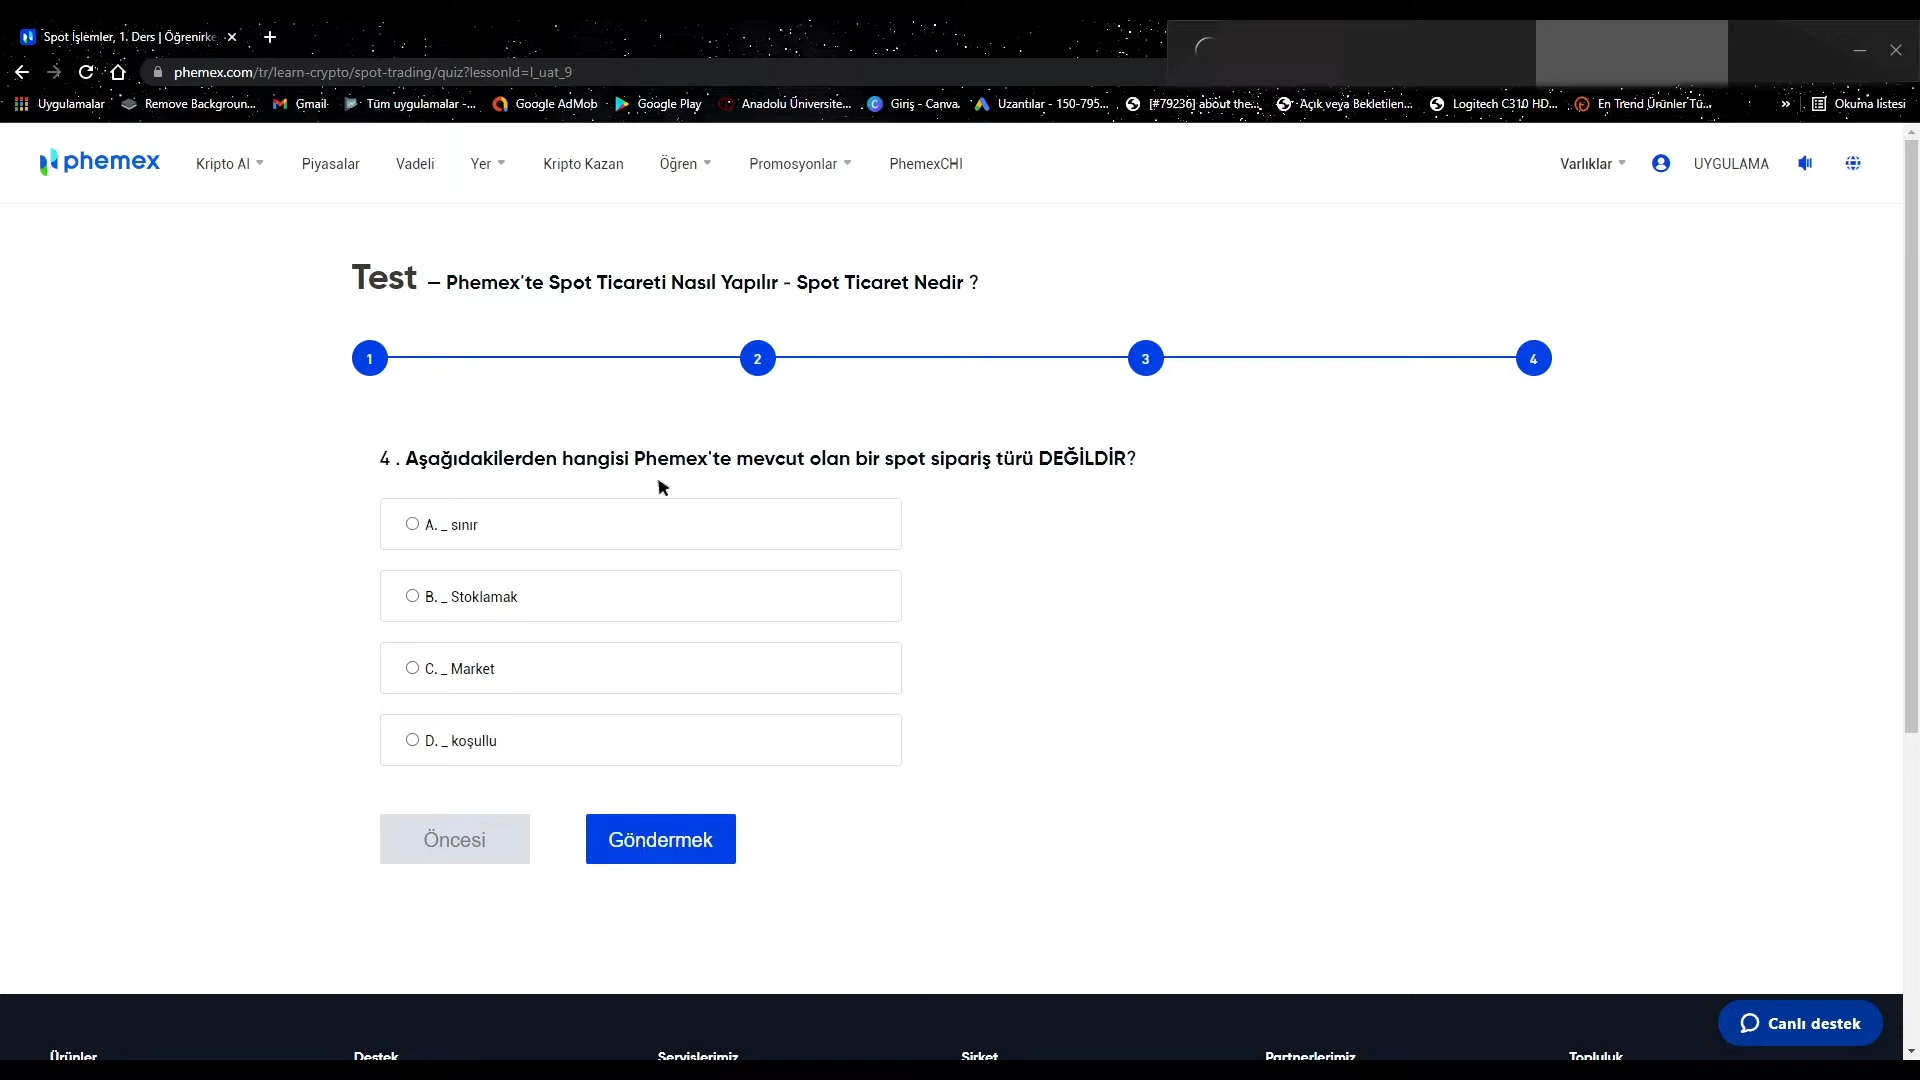 Spot İşlemler, 1. Ders | Öğrenirke
phemex.com/tr/learn-crypto/spot-trading/quiz?lessonId=l_uat_9
Uygulamalar Remove Backgroun... Gmail Tüm uygulamalar -... Google AdMob Google Play Anadolu Üniversite... Giriş - Canva Uzantılar - 150-795... [#79236] about the... Açık veya Bekletilen... Logitech C310 HD... En Trend Ürünler Tü... » Okuma listesi
phemex Kripto Al Piyasalar Vadeli Yer Kripto Kazan Öğren Promosyonlar PhemexCHI Varlıklar UYGULAMA
Test — Phemex'te Spot Ticareti Nasıl Yapılır - Spot Ticaret Nedir ?
1 2 3 4
4 . Aşağıdakilerden hangisi Phemex'te mevcut olan bir spot sipariş türü DEĞİLDİR?
A. _ sınır
B. _ Stoklamak
C. _ Market
D. _ koşullu
Öncesi Göndermek
Canlı destek
Ürünler Destek Servislerimiz Şirket Partnerlerimiz Topluluk